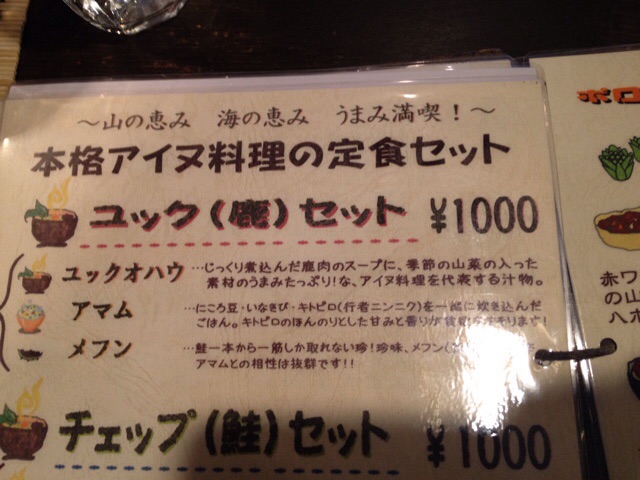 ～山の恵み 海の恵み うまみ満喫！～
本格アイヌ料理の定食セット
ユック(鹿)セット ¥1000
ユックオハウ …じっくり煮込んだ鹿肉のスープに、季節の山菜の入った
素材のうまみたっぷり!な、アイヌ料理を代表する汁物。
アマム …にころ豆・いなきび・キトピロ(行者ニンニク)を一緒に炊き込んだ
ごはん。キトピロのほんのりとした甘みと香りが
メフン …鮭一本から一筋しか取れない珍!珍味、メフン(
アマムとの相性は抜群です!!
チェップ(鮭)セット ¥1000
ポロ
赤ワ
の山
ヘホ